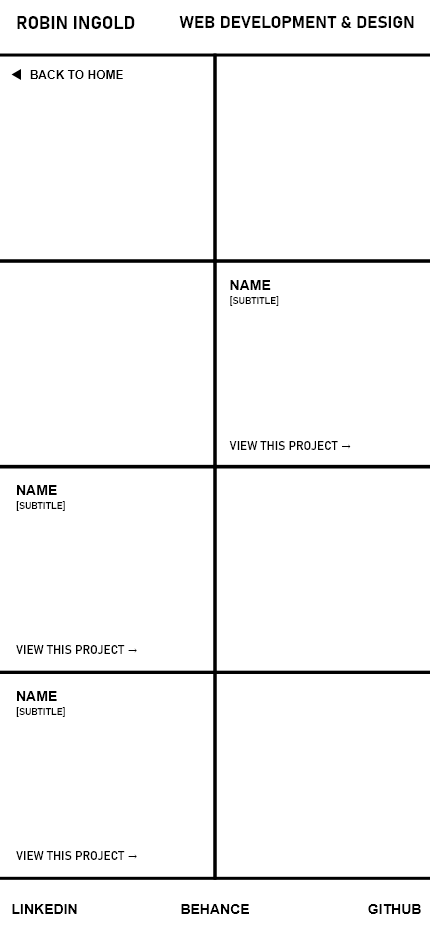 ROBIN INGOLD WEB DEVELOPMENT & DESIGN
◀ BACK TO HOME
NAME
[SUBTITLE]
VIEW THIS PROJECT →
NAME
[SUBTITLE]
VIEW THIS PROJECT →
NAME
[SUBTITLE]
VIEW THIS PROJECT →
LINKEDIN BEHANCE GITHUB